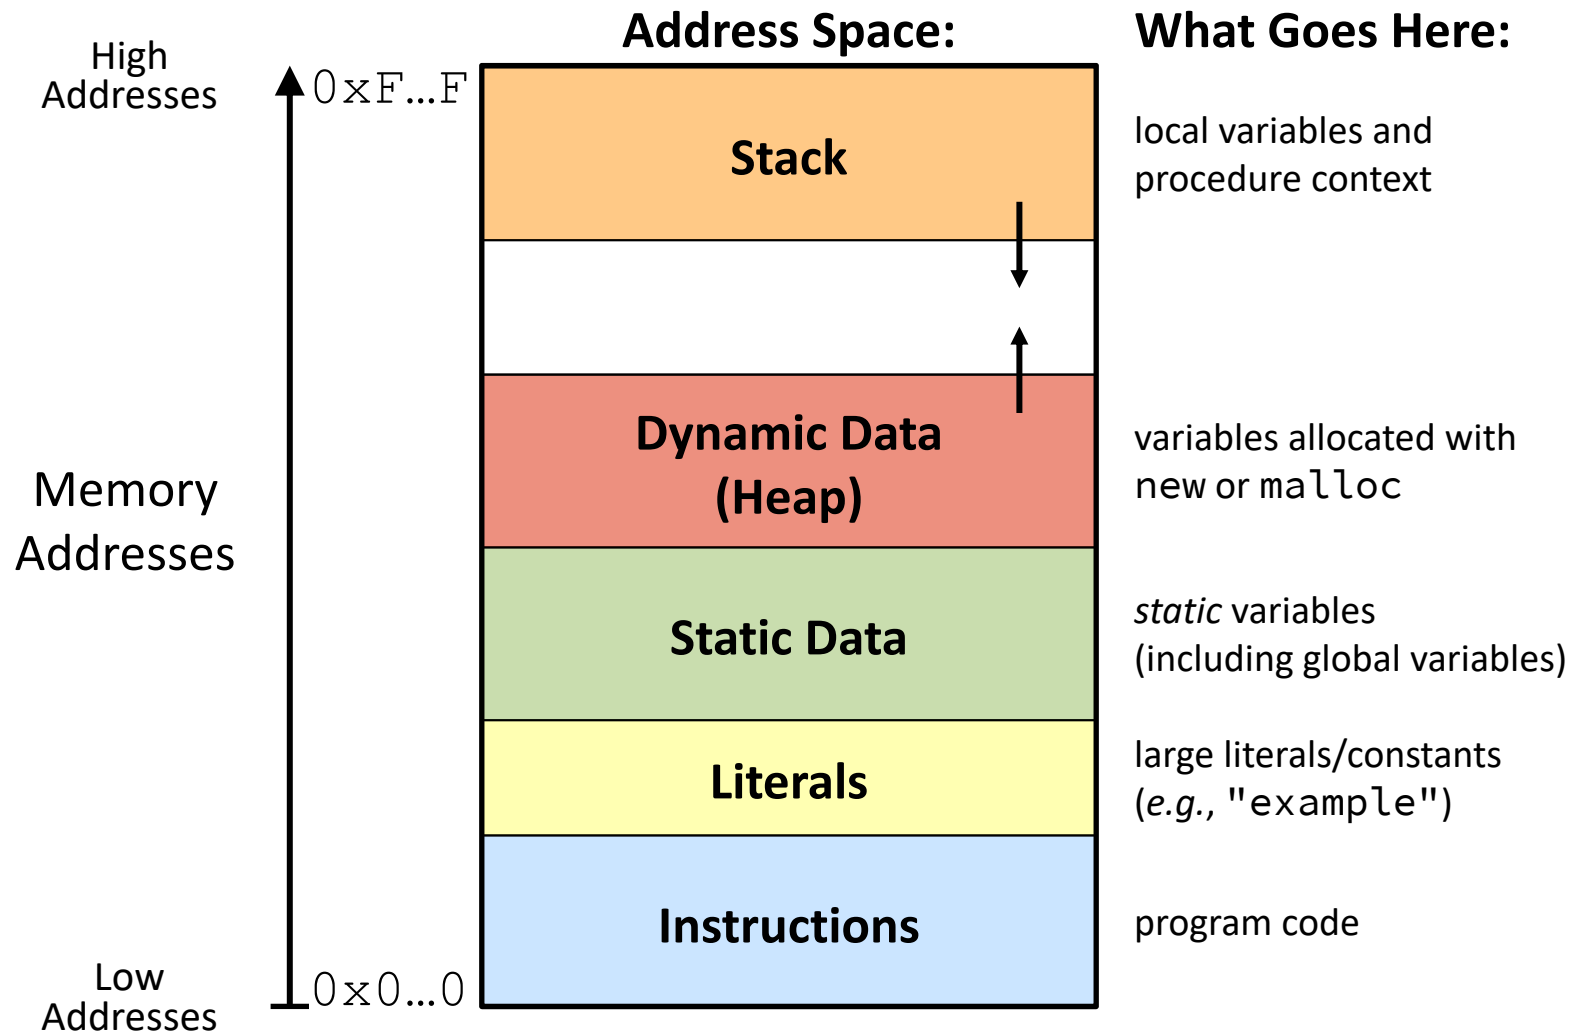 Address Space:
What Goes Here:
High
Addresses
0xF…F
Stack
local variables and
procedure context
Dynamic Data
(Heap)
variables allocated with
new or malloc
Memory
Addresses
Static Data
static variables
(including global variables)
Literals
large literals/constants
(e.g., "example")
Instructions
program code
Low
Addresses
0x0…0